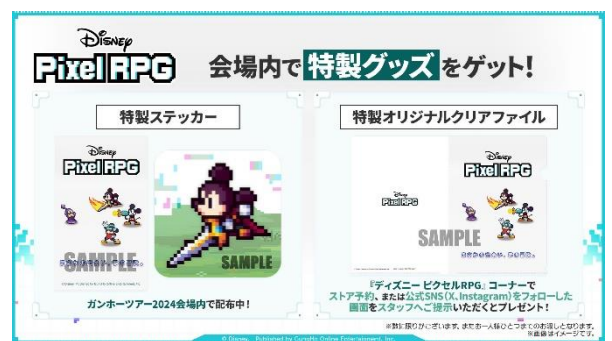 Disney
Pixel RPG
会場内で特製グッズをゲット！
特製ステッカー
特製オリジナルクリアファイル
Disney
Pixel RPG
SAMPLE
SAMPLE
Disney
Pixel RPG
Disney
Pixel RPG
SAMPLE
ガンホーツアー2024会場内で配布中！
『ディズニー ピクセルRPG』コーナーで
ストア予約、または公式SNS(X、Instagram)をフォローした
画面をスタッフへご提示いただくとプレゼント！
※数に限りがございます。またお一人様ひとつまでのお渡しとなります。
※画像はイメージです。
© Disney. Published by GungHo Online Entertainment, Inc.